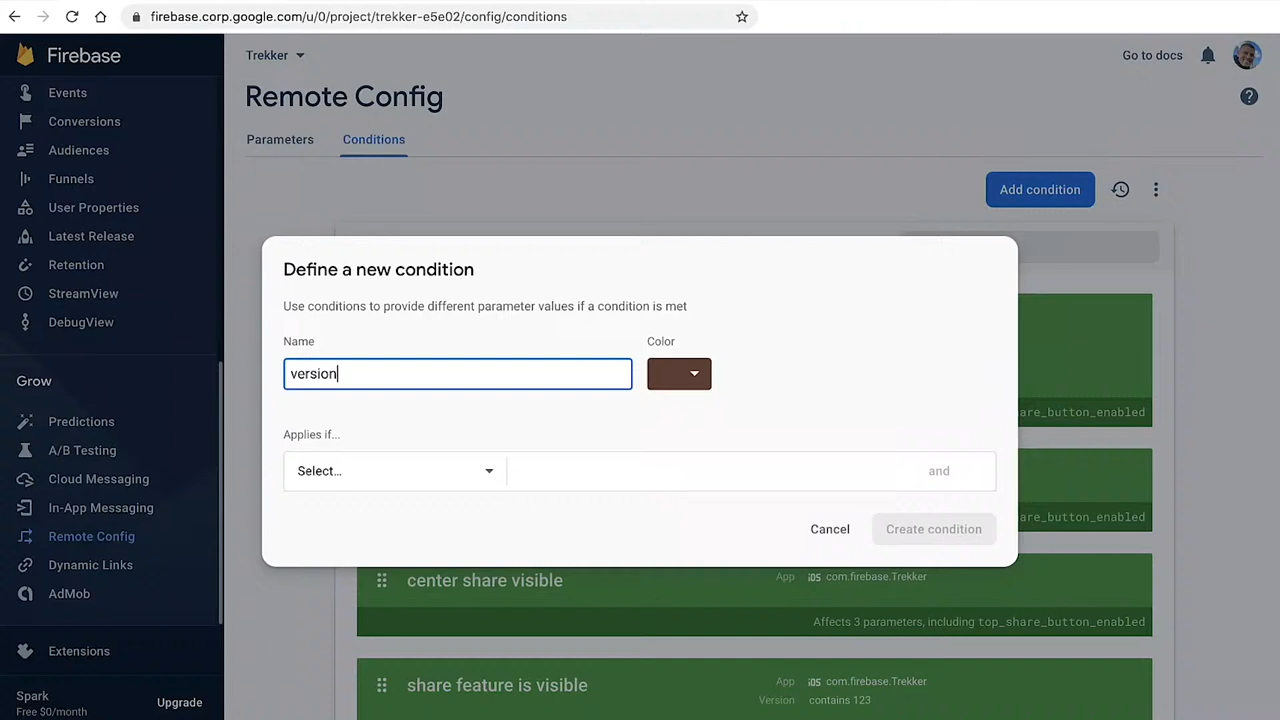 firebase.corp.google.com/u/0/project/trekker-e5e02/config/conditions
Firebase
Events
Conversions
Audiences
Funnels
User Properties
Latest Release
Retention
StreamView
DebugView
Grow
Predictions
A/B Testing
Cloud Messaging
In-App Messaging
Remote Config
Dynamic Links
AdMob
Extensions
Spark
Free $0/month
Upgrade
Trekker
Go to docs
Remote Config
Parameters
Conditions
Add condition
Define a new condition
Use conditions to provide different parameter values if a condition is met
Name
Color
version
Applies if...
Select...
and
Cancel
Create condition
are_button_enabled
are_button_enabled
center share visible
App iOS com.firebase.Trekker
Affects 3 parameters, including top_share_button_enabled
share feature is visible
App iOS com.firebase.Trekker
Version contains 123